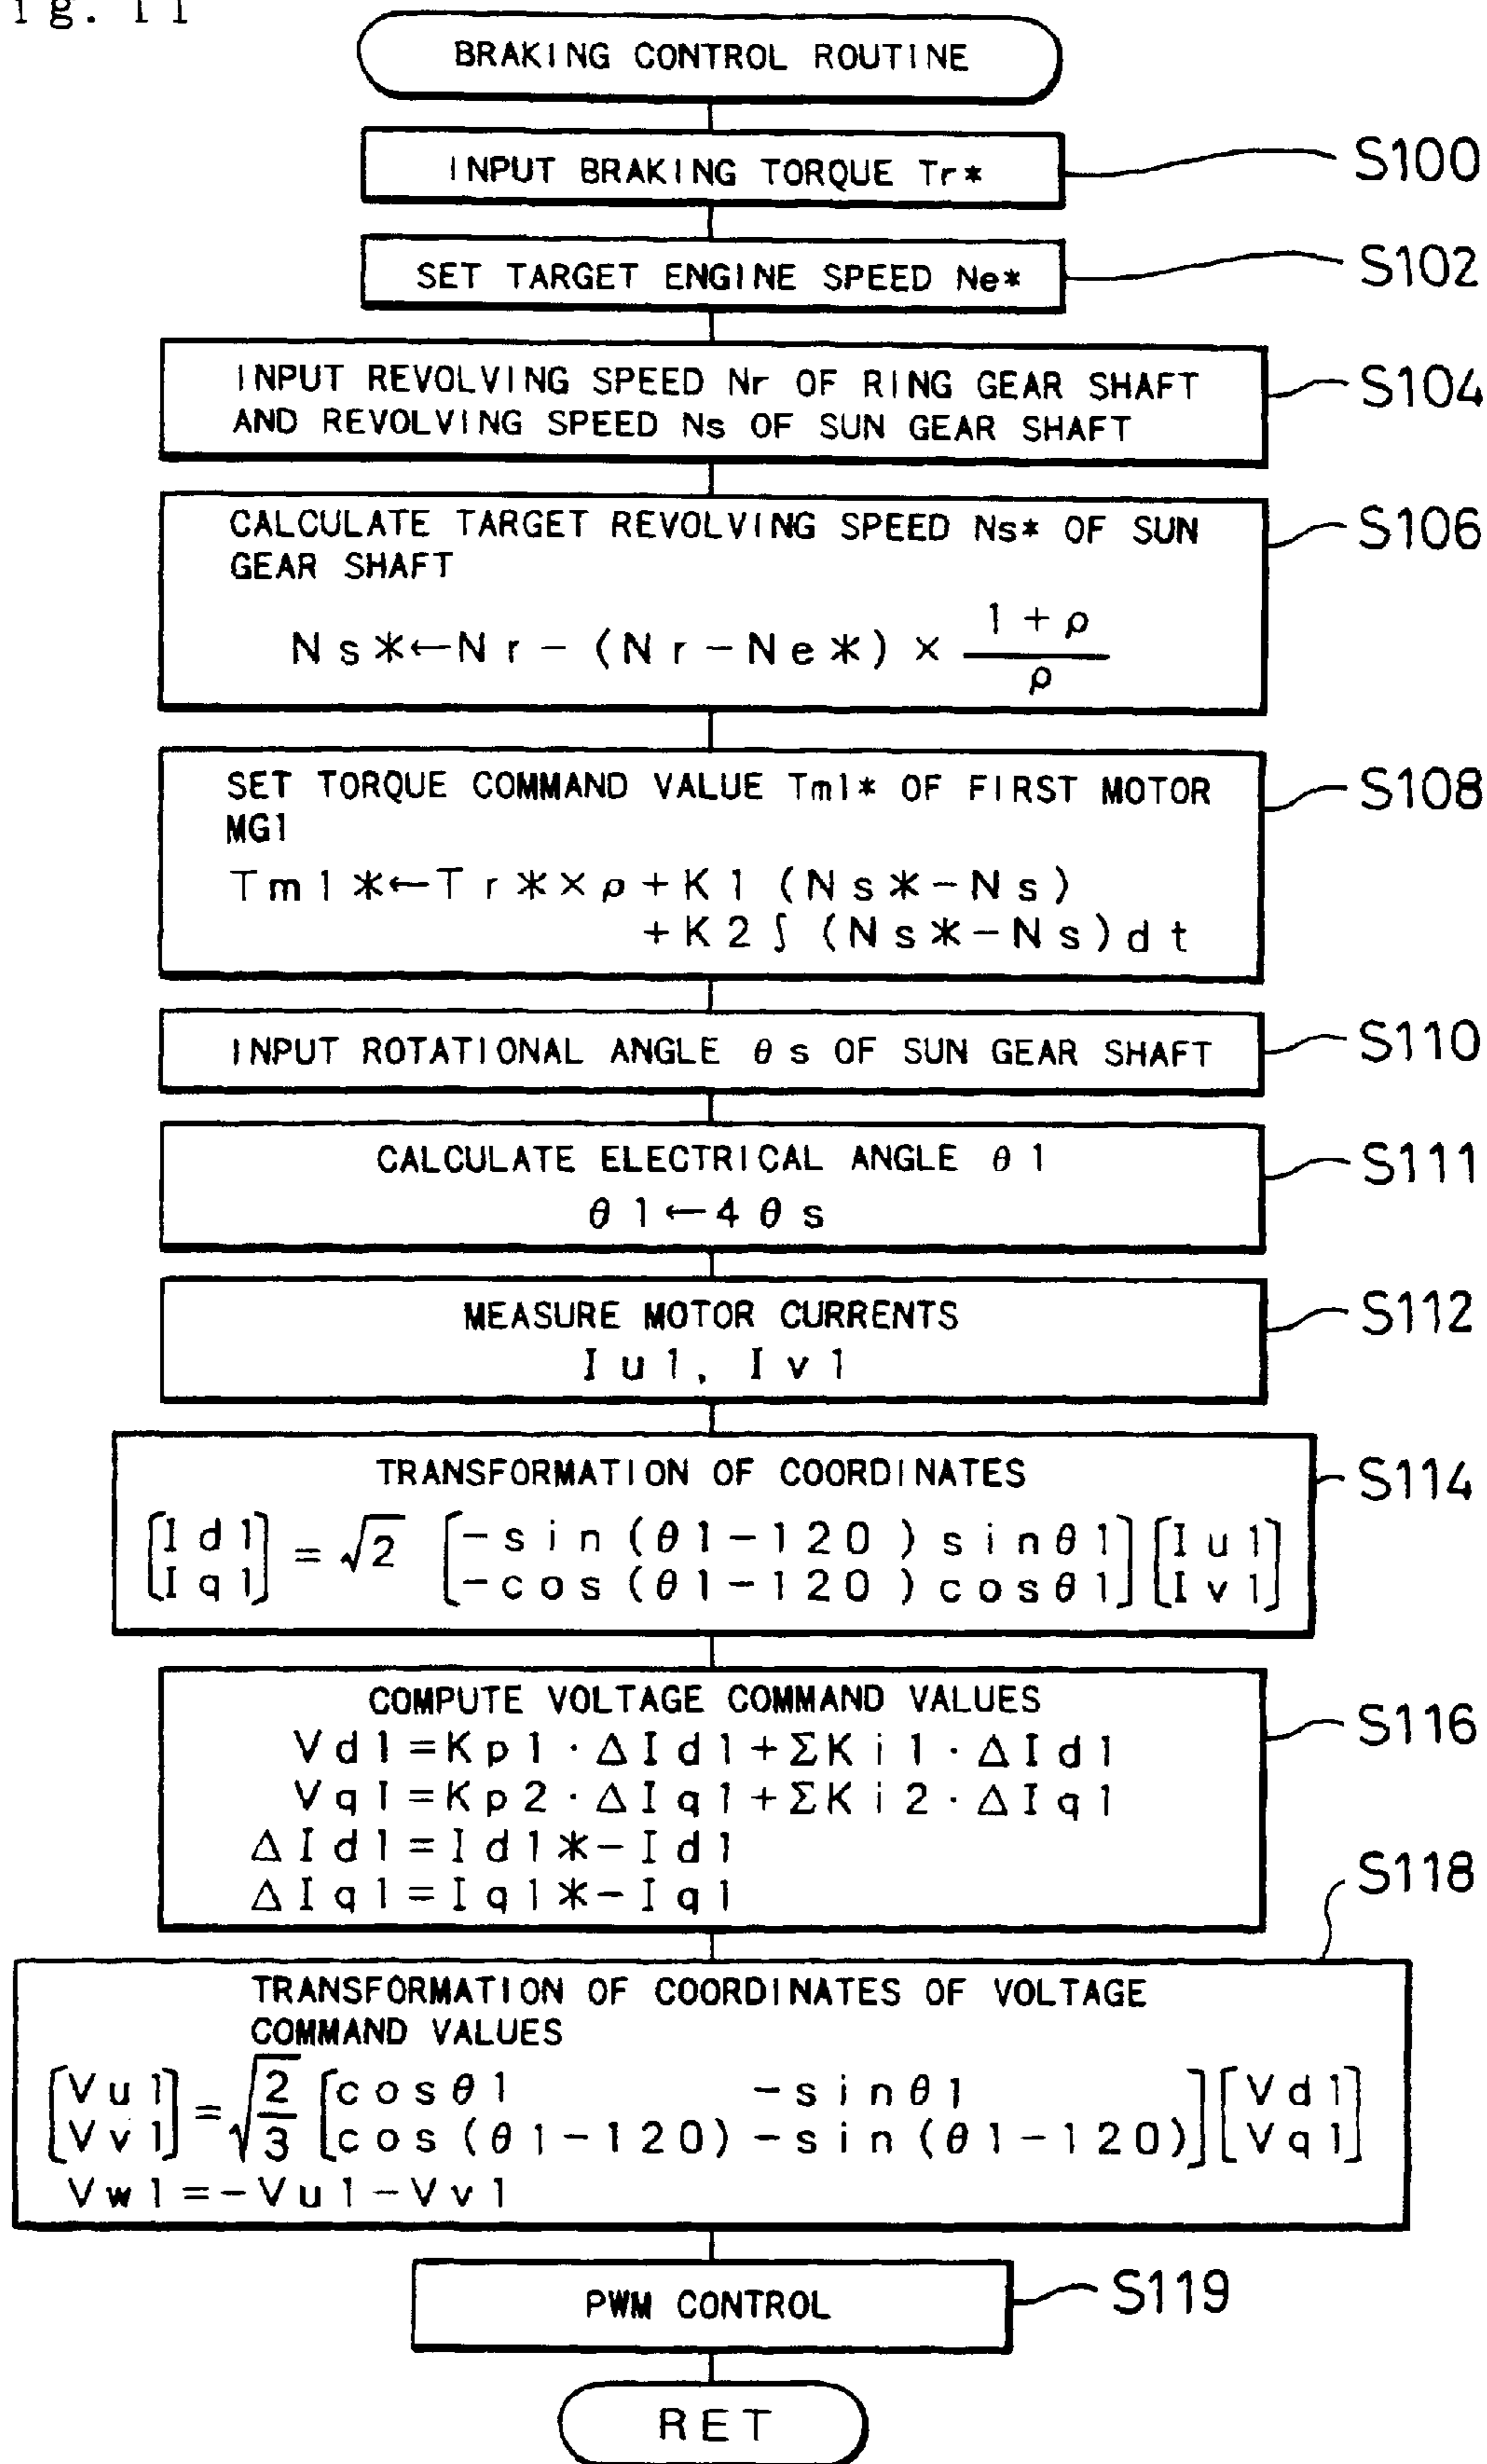 ig. 11
BRAKING CONTROL ROUTINE
INPUT BRAKING TORQUE Tr*
S100
SET TARGET ENGINE SPEED Ne*
S102
INPUT REVOLVING SPEED Nr OF RING GEAR SHAFT
AND REVOLVING SPEED Ns OF SUN GEAR SHAFT
S104
CALCULATE TARGET REVOLVING SPEED Ns* OF SUN
GEAR SHAFT
Ns*←Nr-(Nr-Ne*)×(1+ρ)/ρ
S106
SET TORQUE COMMAND VALUE Tm1* OF FIRST MOTOR
MG1
Tm1*←Tr*×ρ+K1(Ns*-Ns)
+K2∫(Ns*-Ns)dt
S108
INPUT ROTATIONAL ANGLE θs OF SUN GEAR SHAFT
S110
CALCULATE ELECTRICAL ANGLE θ1
θ1←4θs
S111
MEASURE MOTOR CURRENTS
Iu1, Iv1
S112
TRANSFORMATION OF COORDINATES
[Id1] = √2 [-sin(θ1-120) sinθ1] [Iu1]
[Iq1] [-cos(θ1-120) cosθ1] [Iv1]
S114
COMPUTE VOLTAGE COMMAND VALUES
Vd1=Kp1·ΔId1+ΣKi1·ΔId1
Vq1=Kp2·ΔIq1+ΣKi2·ΔIq1
ΔId1=Id1*-Id1
ΔIq1=Iq1*-Iq1
S116
TRANSFORMATION OF COORDINATES OF VOLTAGE
COMMAND VALUES
[Vu1] = √(2/3) [cosθ1 -sinθ1] [Vd1]
[Vv1] [cos(θ1-120) -sin(θ1-120)] [Vq1]
Vw1=-Vu1-Vv1
S118
PWM CONTROL
S119
RET